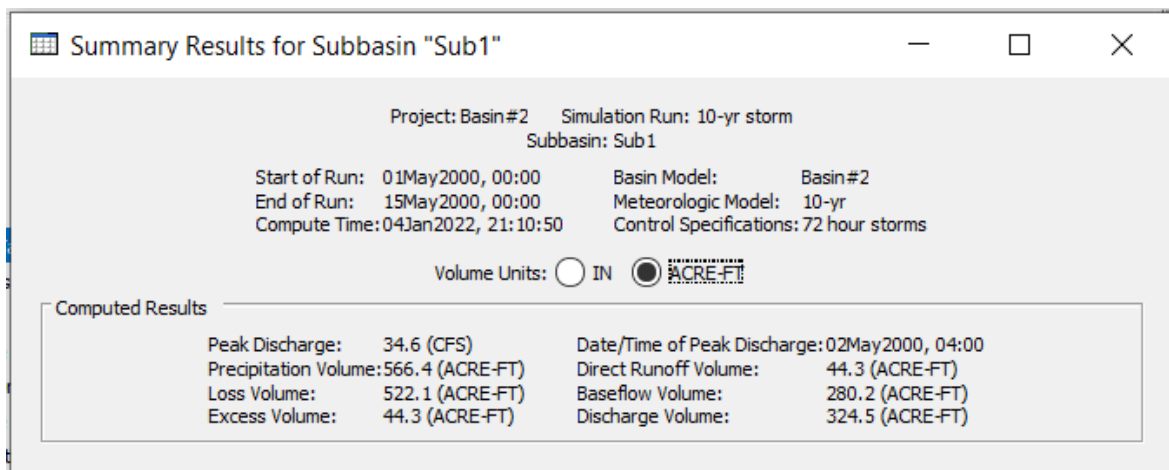 Summary Results for Subbasin "Sub1"
Project: Basin#2 Simulation Run: 10-yr storm
Subbasin: Sub1
Start of Run: 01May2000, 00:00 Basin Model: Basin#2
End of Run: 15May2000, 00:00 Meteorologic Model: 10-yr
Compute Time:04Jan2022, 21:10:50 Control Specifications:72 hour storms
Volume Units: IN ACRE-FT
Computed Results
Peak Discharge: 34.6 (CFS) Date/Time of Peak Discharge:02May2000, 04:00
Precipitation Volume:566.4 (ACRE-FT) Direct Runoff Volume: 44.3 (ACRE-FT)
Loss Volume: 522.1 (ACRE-FT) Baseflow Volume: 280.2 (ACRE-FT)
Excess Volume: 44.3 (ACRE-FT) Discharge Volume: 324.5 (ACRE-FT)